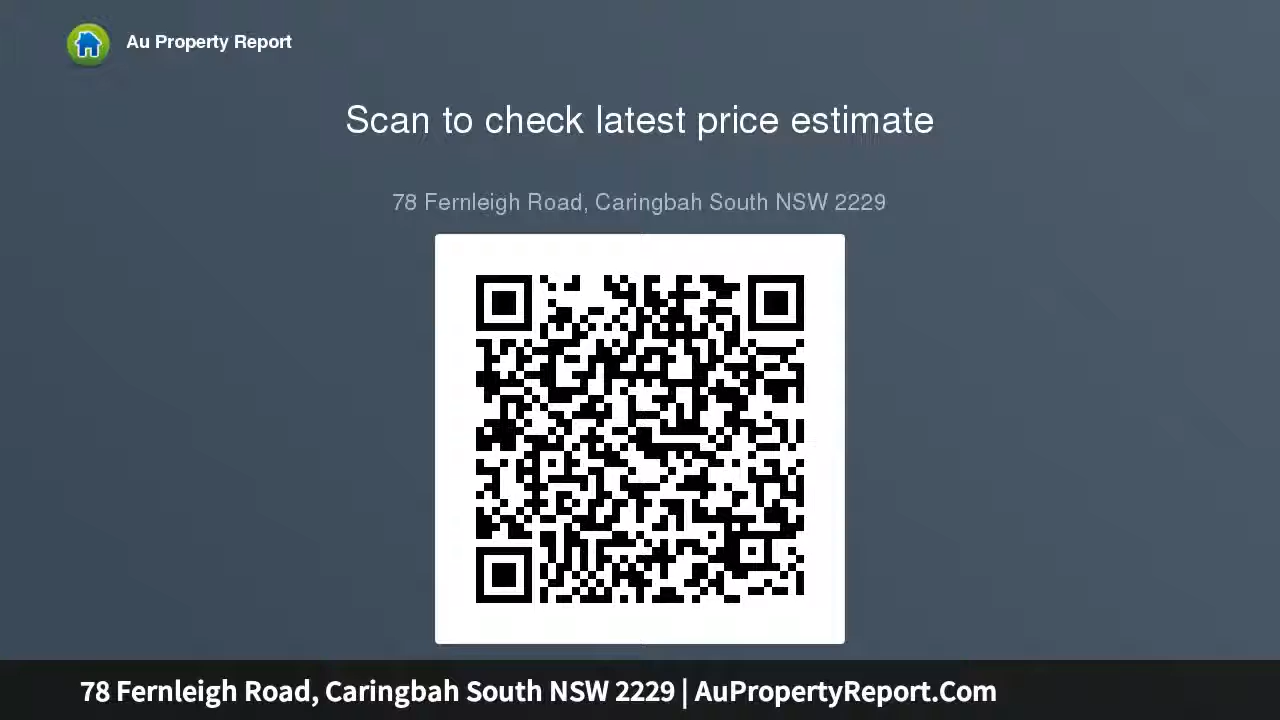 Au Property Report
Scan to check latest price estimate
78 Fernleigh Road, Caringbah South NSW 2229
78 Fernleigh Road, Caringbah South NSW 2229 | AuPropertyReport.Com